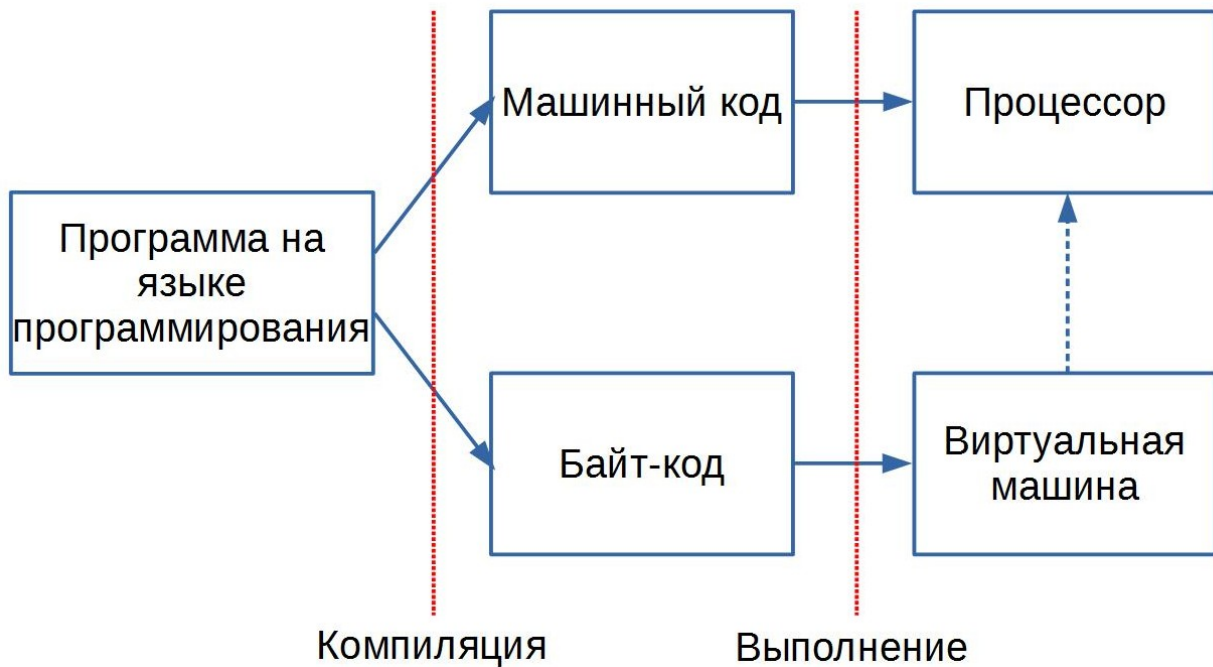 Машинный код
Процессор
Программа на
языке
программирования
Байт-код
Виртуальная
машина
Компиляция
Выполнение